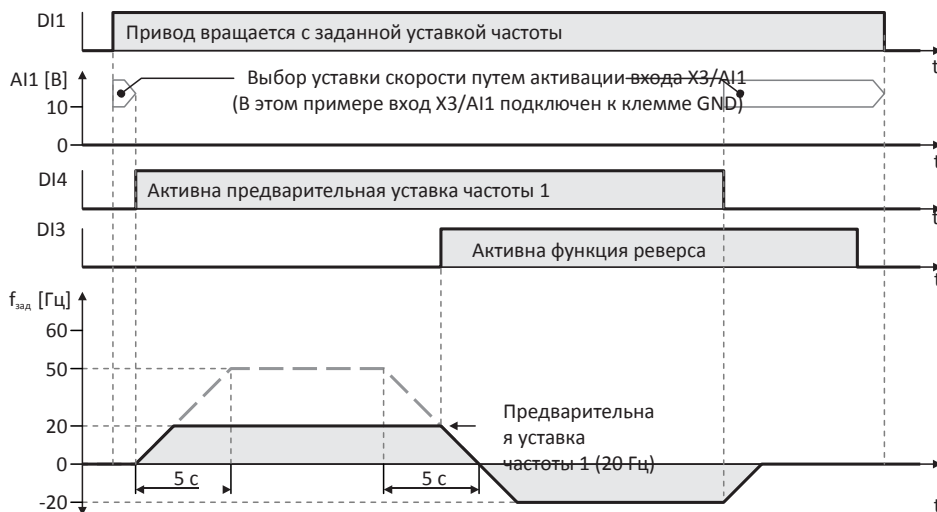 DI1
Привод вращается с заданной уставкой частоты
t
AI1 [В]
Выбор уставки скорости путем активации входа X3/AI1
(В этом примере вход X3/AI1 подключен к клемме GND)
10
0
t
DI4
Активна предварительная уставка частоты 1
t
DI3
Активна функция реверса
t
fзад [Гц]
60
50
20
Предварительна
я уставка
частоты 1 (20 Гц)
0
5 с
5 с
-20
t